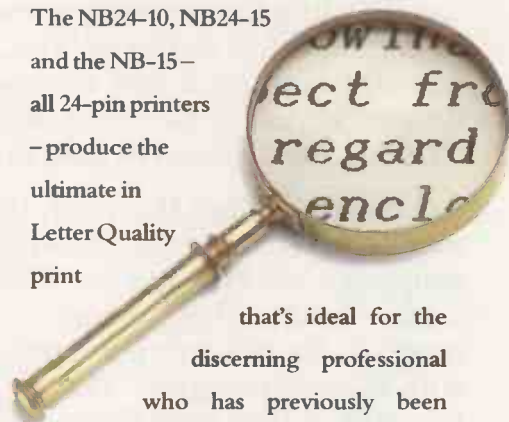 The NB24-10, NB24-15
and the NB-15–
all 24-pin printers
– produce the
ultimate in
Letter Quality
print
ect fr
regard
encl
that's ideal for the
discerning professional
who has previously been